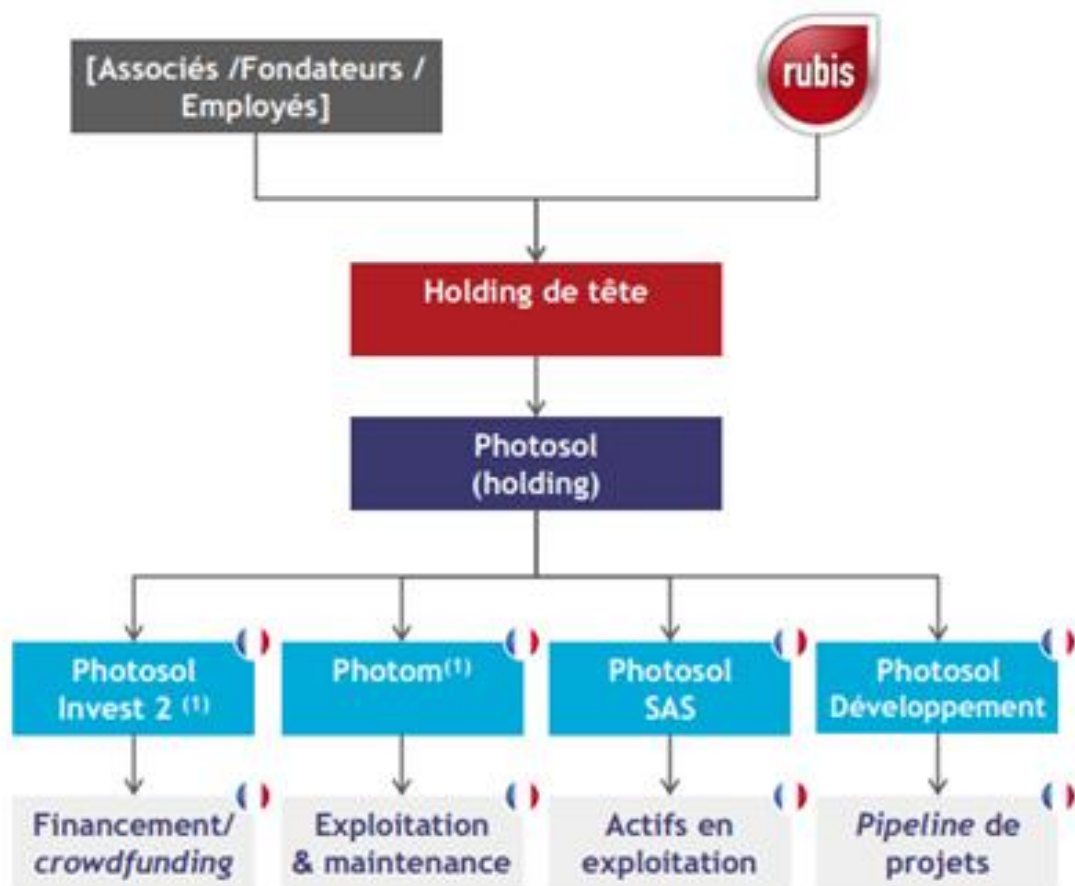 [Associés /Fondateurs /
Employés]
rubis
Holding de tête
Photosol
(holding)
Photosol
Invest 2 (1)
Photom(1)
Photosol
SAS
Photosol
Développement
Financement/
crowdfunding
Exploitation
& maintenance
Actifs en
exploitation
Pipeline de
projets